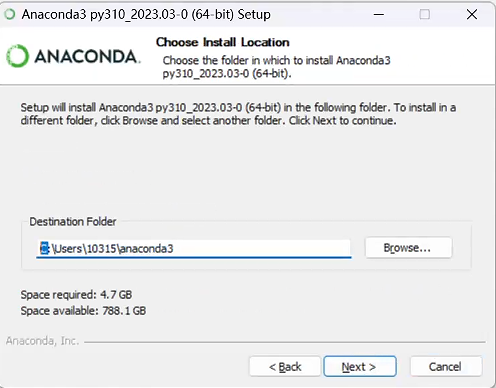 Anaconda3 py310_2023.03-0 (64-bit) Setup
ANACONDA.
Choose Install Location
Choose the folder in which to install Anaconda3
py310_2023.03-0 (64-bit).
Setup will install Anaconda3 py310_2023.03-0 (64-bit) in the following folder. To install in a
different folder, click Browse and select another folder. Click Next to continue.
Destination Folder
C:\Users\10315\anaconda3
Browse...
Space required: 4.7 GB
Space available: 788.1 GB
Anaconda, Inc.
< Back
Next >
Cancel